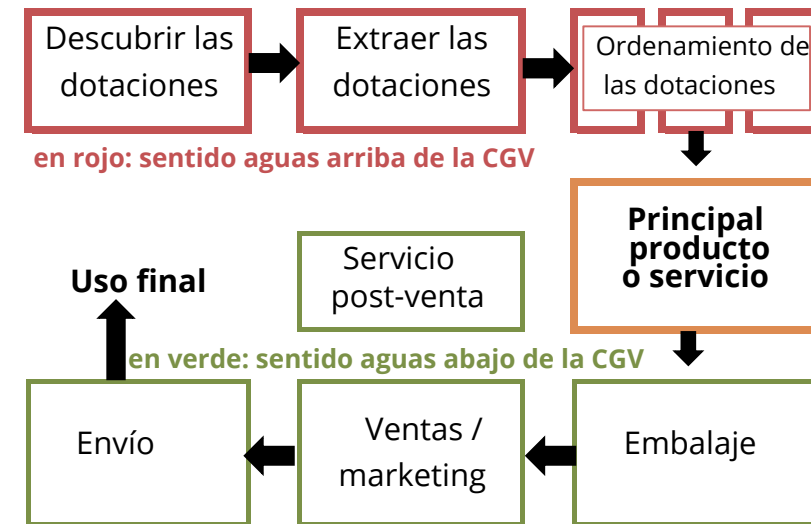 Descubrir las
dotaciones
Extraer las
dotaciones
Ordenamiento de
las dotaciones
en rojo: sentido aguas arriba de la CGV
Principal
producto
o servicio
Servicio
post-venta
Uso final
en verde: sentido aguas abajo de la CGV
Envío
Ventas /
marketing
Embalaje